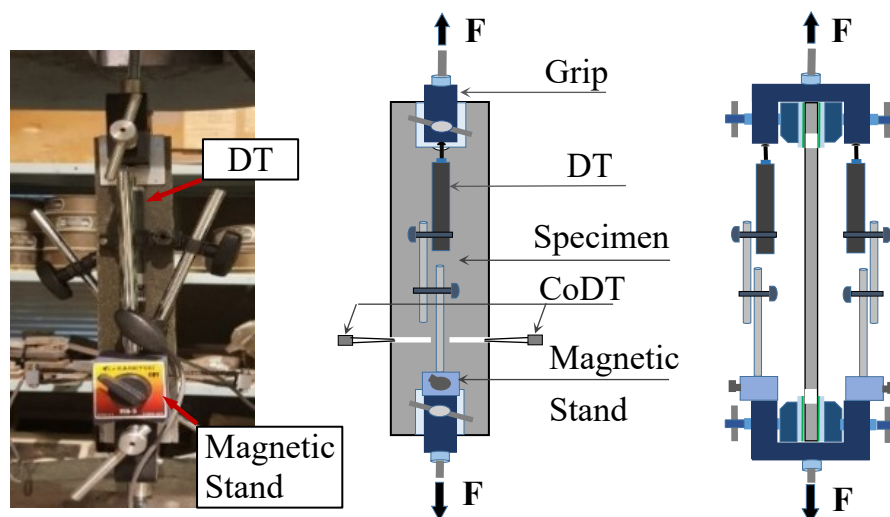 F
F
Grip
DT
DT
Specimen
CoDT
Magnetic
Stand
Magnetic
Stand
F
F